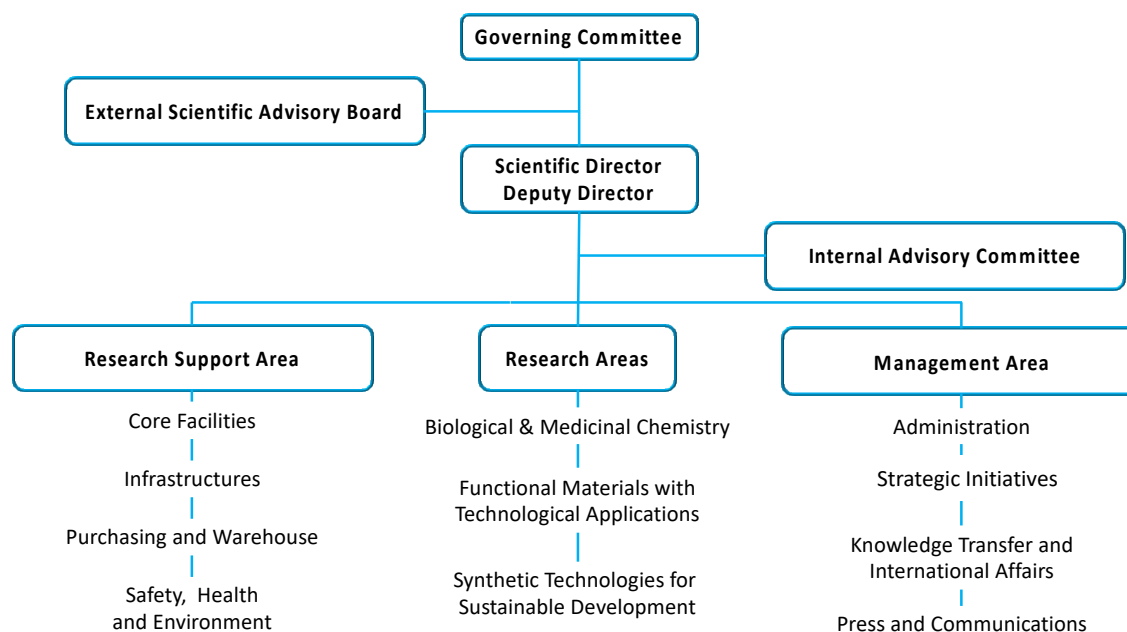 Governing Committee
External Scientific Advisory Board
Scientific Director
Deputy Director
Internal Advisory Committee
Research Support Area
Core Facilities
Infrastructures
Purchasing and Warehouse
Safety, Health
and Environment
Research Areas
Biological & Medicinal Chemistry
Functional Materials with
Technological Applications
Synthetic Technologies for
Sustainable Development
Management Area
Administration
Strategic Initiatives
Knowledge Transfer and
International Affairs
Press and Communications